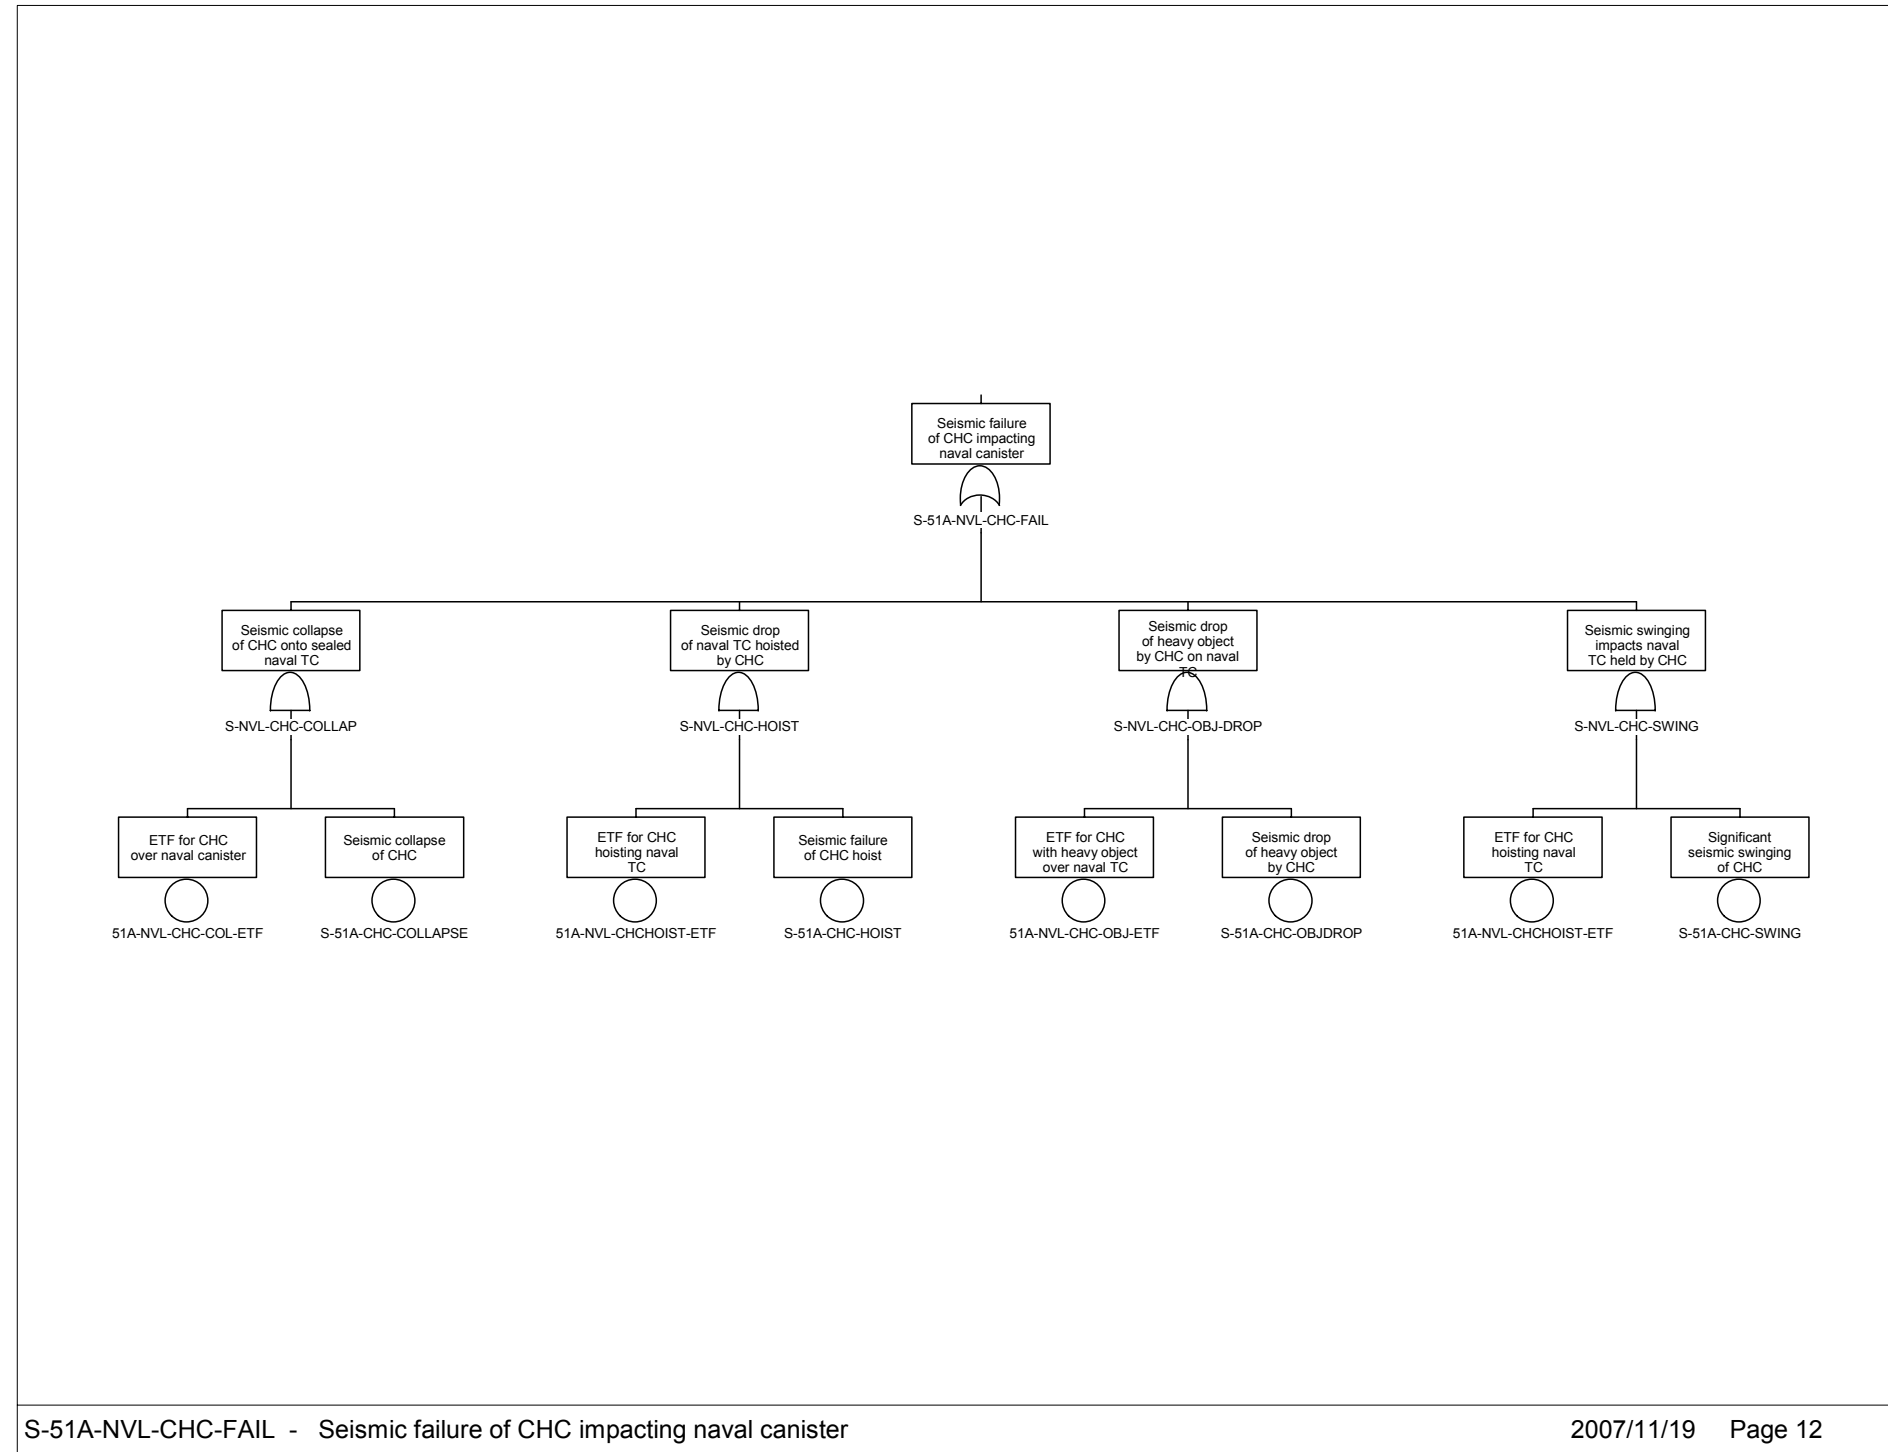 Seismic failure
of CHC impacting
naval canister
S-51A-NVL-CHC-FAIL
Seismic collapse
of CHC onto sealed
naval TC
S-NVL-CHC-COLLAP
Seismic drop
of naval TC hoisted
by CHC
S-NVL-CHC-HOIST
Seismic drop
of heavy object
by CHC on naval
TC
S-NVL-CHC-OBJ-DROP
Seismic swinging
impacts naval
TC held by CHC
S-NVL-CHC-SWING
ETF for CHC
over naval canister
51A-NVL-CHC-COL-ETF
Seismic collapse
of CHC
S-51A-CHC-COLLAPSE
ETF for CHC
hoisting naval
TC
51A-NVL-CHCHOIST-ETF
Seismic failure
of CHC hoist
S-51A-CHC-HOIST
ETF for CHC
with heavy object
over naval TC
51A-NVL-CHC-OBJ-ETF
Seismic drop
of heavy object
by CHC
S-51A-CHC-OBJDROP
ETF for CHC
hoisting naval
TC
51A-NVL-CHCHOIST-ETF
Significant
seismic swinging
of CHC
S-51A-CHC-SWING
S-51A-NVL-CHC-FAIL - Seismic failure of CHC impacting naval canister
2007/11/19 Page 12